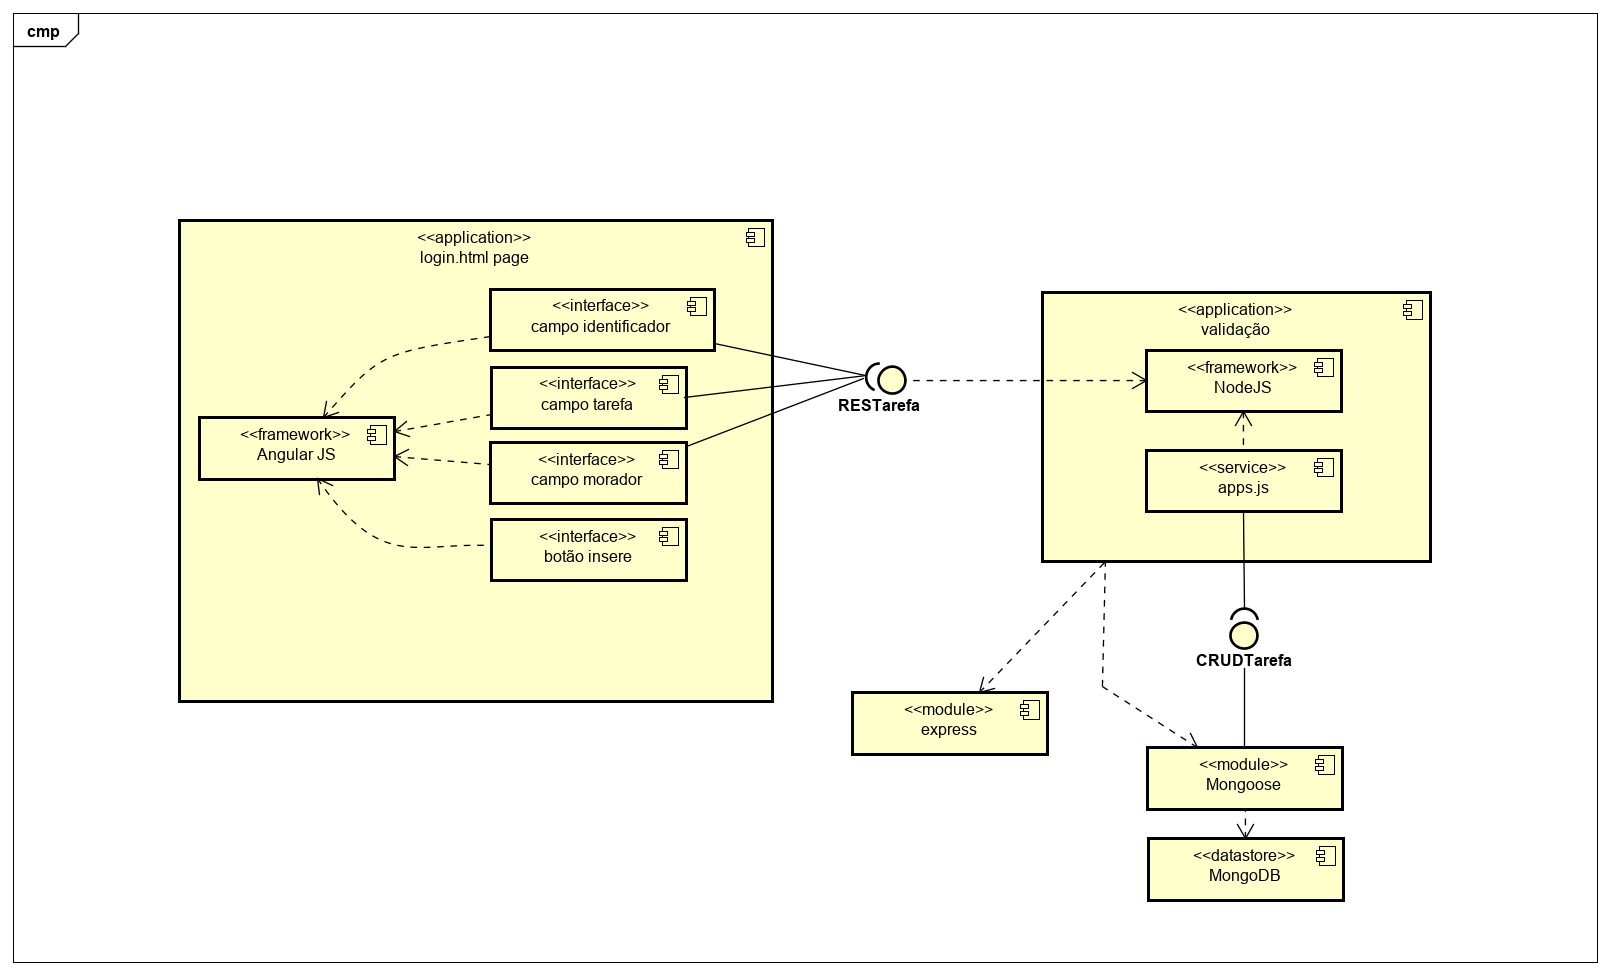 cmp
<<application>>
login.html page
<<interface>>
campo identificador
<<interface>>
campo tarefa
<<framework>>
Angular JS
<<interface>>
campo morador
<<interface>>
botão insere
RESTarefa
<<application>>
validação
<<framework>>
NodeJS
<<service>>
apps.js
CRUDTarefa
<<module>>
express
<<module>>
Mongoose
<<datastore>>
MongoDB